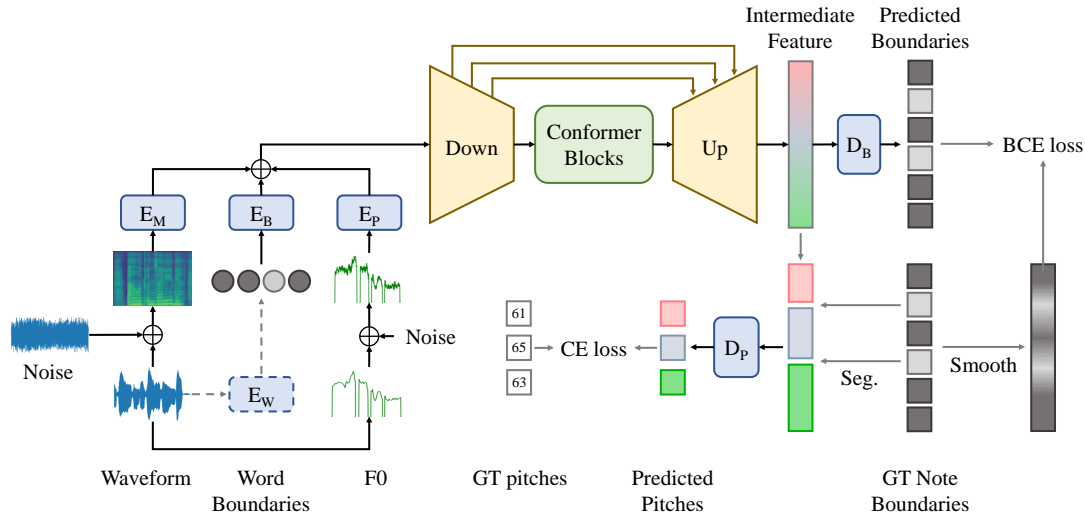 Intermediate
Feature
Predicted
Boundaries
Down
Conformer
Blocks
Up
D_B
BCE loss
E_M
E_B
E_P
Noise
Noise
E_W
61
65
63
CE loss
D_P
Seg.
Smooth
Waveform
Word
Boundaries
F0
GT pitches
Predicted
Pitches
GT Note
Boundaries